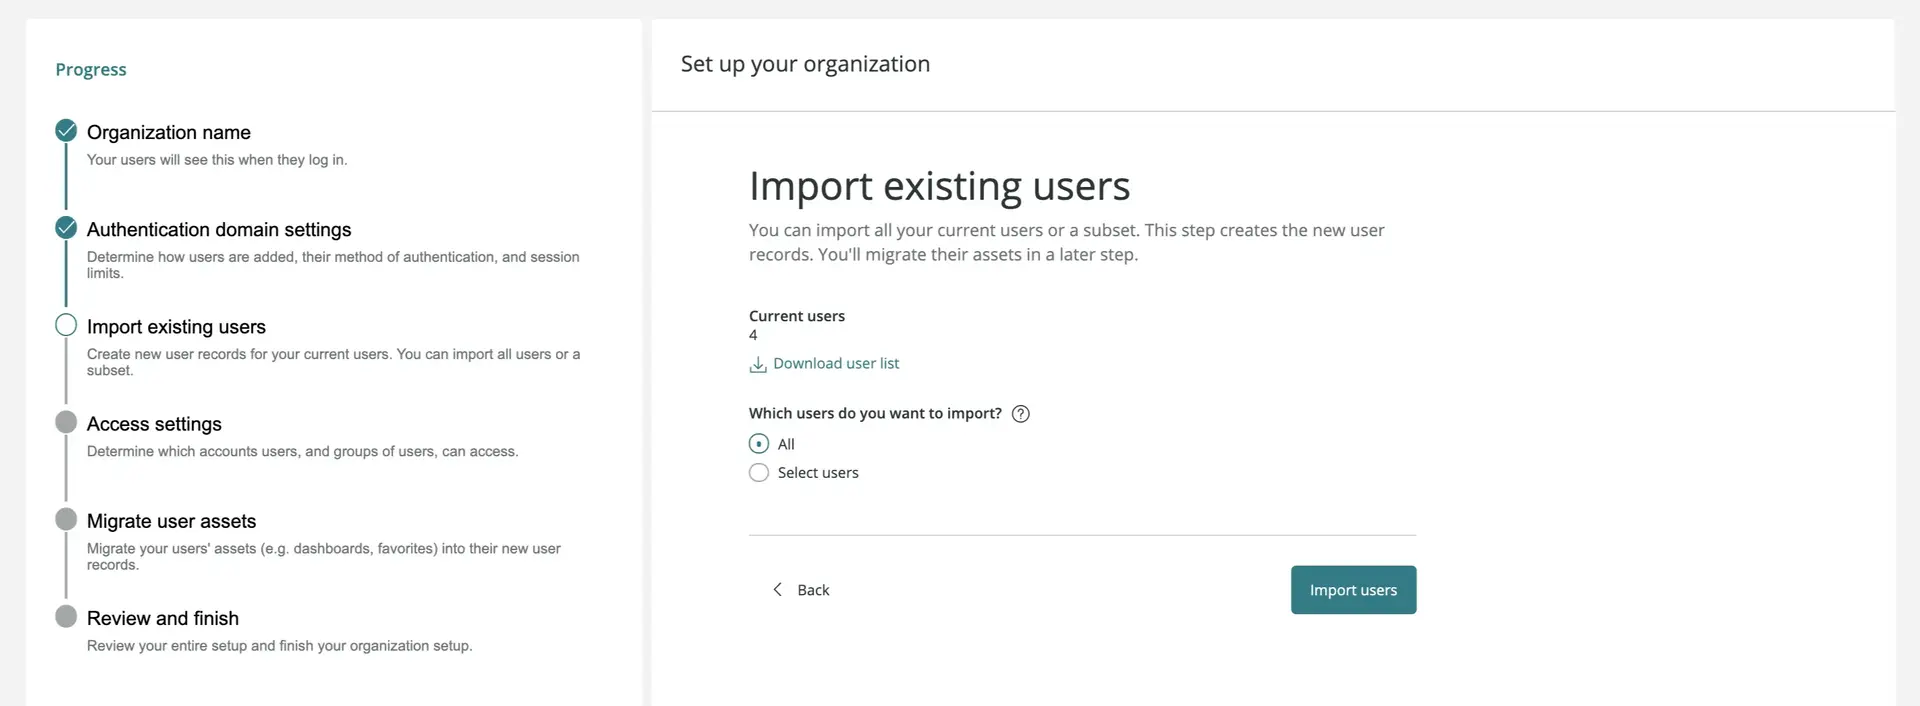 Progress
Organization name
Your users will see this when they log in.
Authentication domain settings
Determine how users are added, their method of authentication, and session
limits.
Import existing users
Create new user records for your current users. You can import all users or a
subset.
Access settings
Determine which accounts users, and groups of users, can access.
Migrate user assets
Migrate your users' assets (e.g. dashboards, favorites) into their new user
records.
Review and finish
Review your entire setup and finish your organization setup.
Set up your organization
Import existing users
You can import all your current users or a subset. This step creates the new user
records. You'll migrate their assets in a later step.
Current users
4
Download user list
Which users do you want to import? ?
All
Select users
Back
Import users